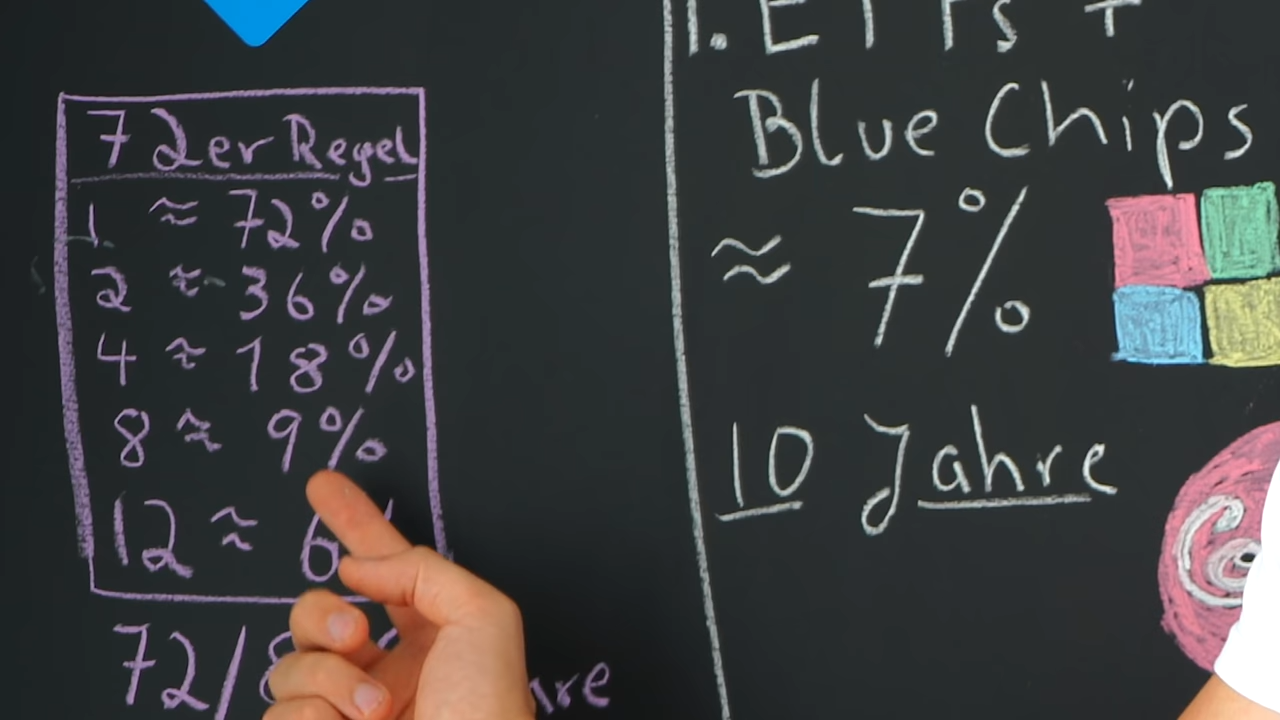 72er Regel
1 ≈ 72%
2 ≈ 36%
4 ≈ 18%
8 ≈ 9%
12 ≈ 6
72/
1. ETFs +
Blue Chips
≈ 7%
10 Jahre